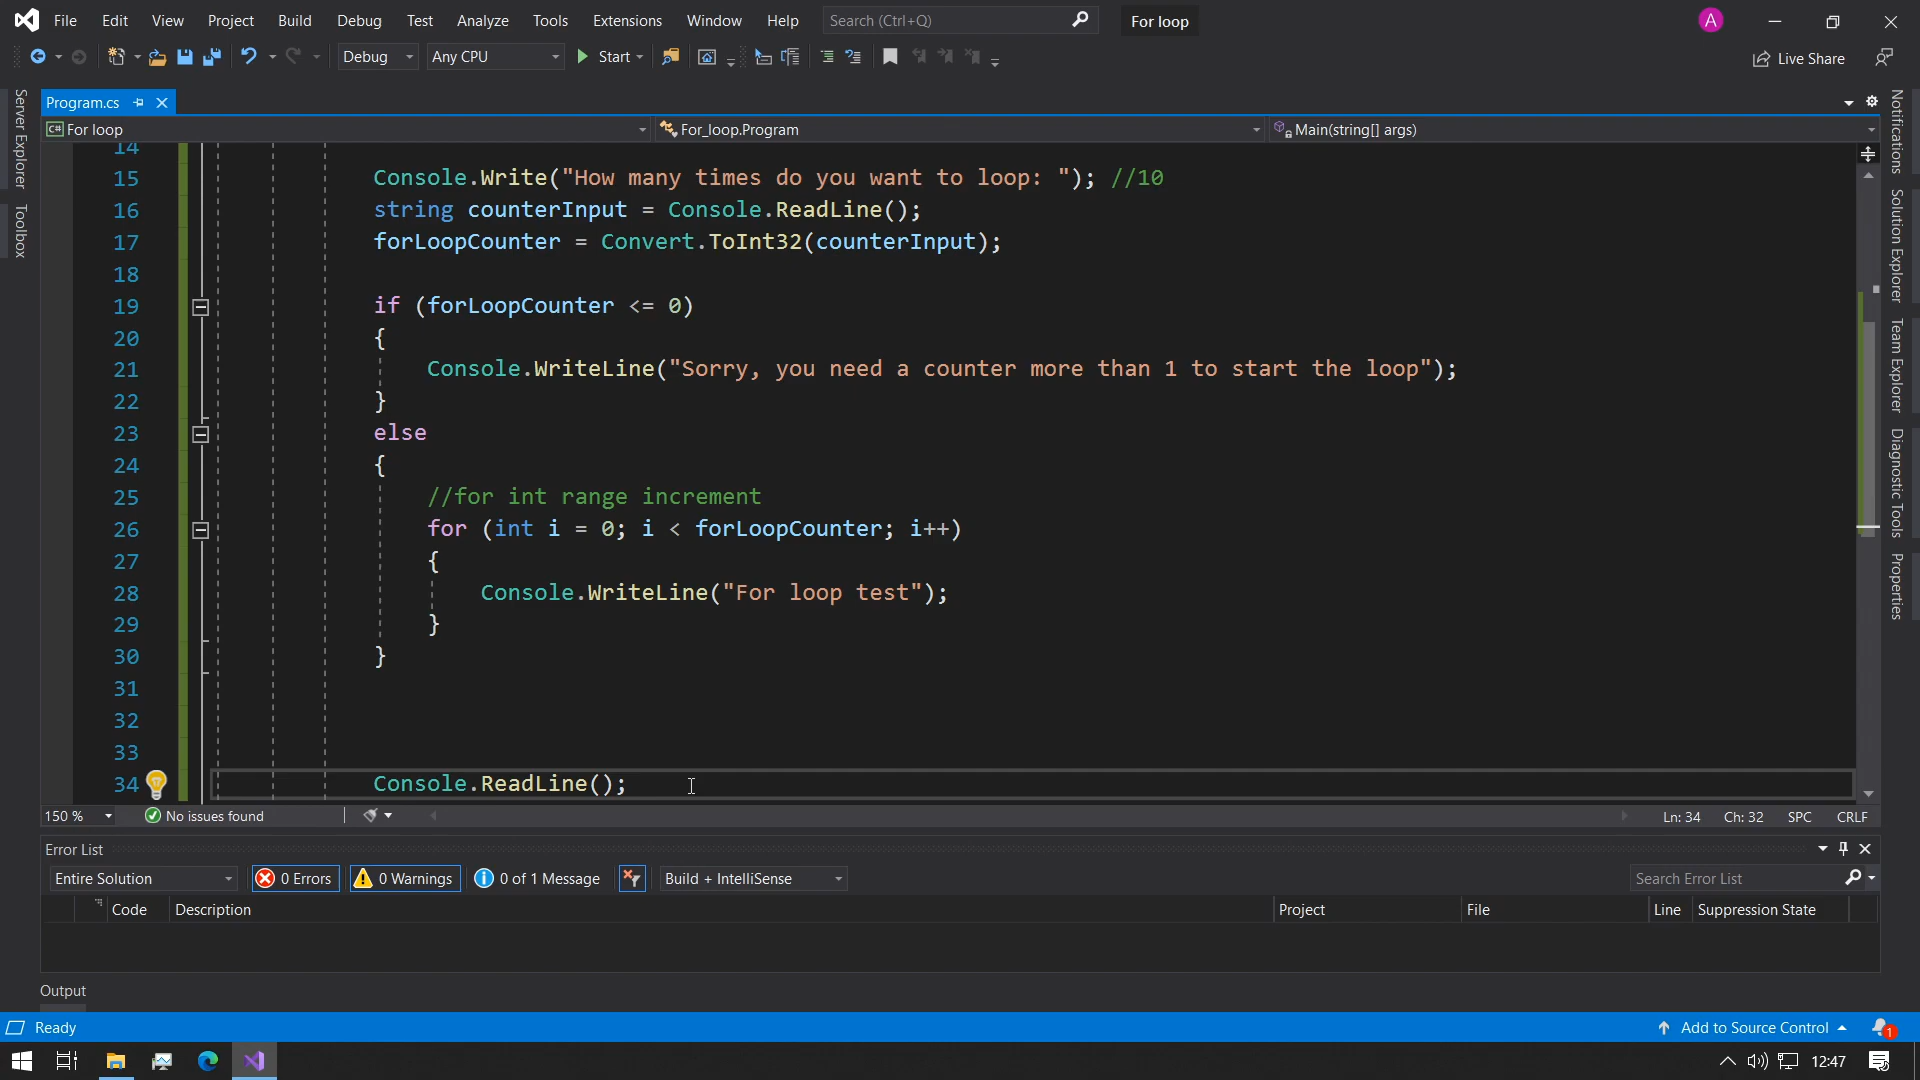 File Edit View Project Build Debug Test Analyze Tools Extensions Window Help Search (Ctrl+Q) For loop A
Debug Any CPU Start Live Share
Program.cs
C# For loop For_loop.Program Main(string[] args)
14
15 Console.Write("How many times do you want to loop: "); //10
16 string counterInput = Console.ReadLine();
17 forLoopCounter = Convert.ToInt32(counterInput);
18
19 if (forLoopCounter <= 0)
20 {
21 Console.WriteLine("Sorry, you need a counter more than 1 to start the loop");
22 }
23 else
24 {
25 //for int range increment
26 for (int i = 0; i < forLoopCounter; i++)
27 {
28 Console.WriteLine("For loop test");
29 }
30 }
31
32
33
34 Console.ReadLine();
Server Explorer
Toolbox
Notifications
Solution Explorer
Team Explorer
Diagnostic Tools
Properties
150 % No issues found Ln: 34 Ch: 32 SPC CRLF
Error List
Entire Solution 0 Errors 0 Warnings 0 of 1 Message Build + IntelliSense Search Error List
Code Description Project File Line Suppression State
Output
Ready Add to Source Control 1
12:47